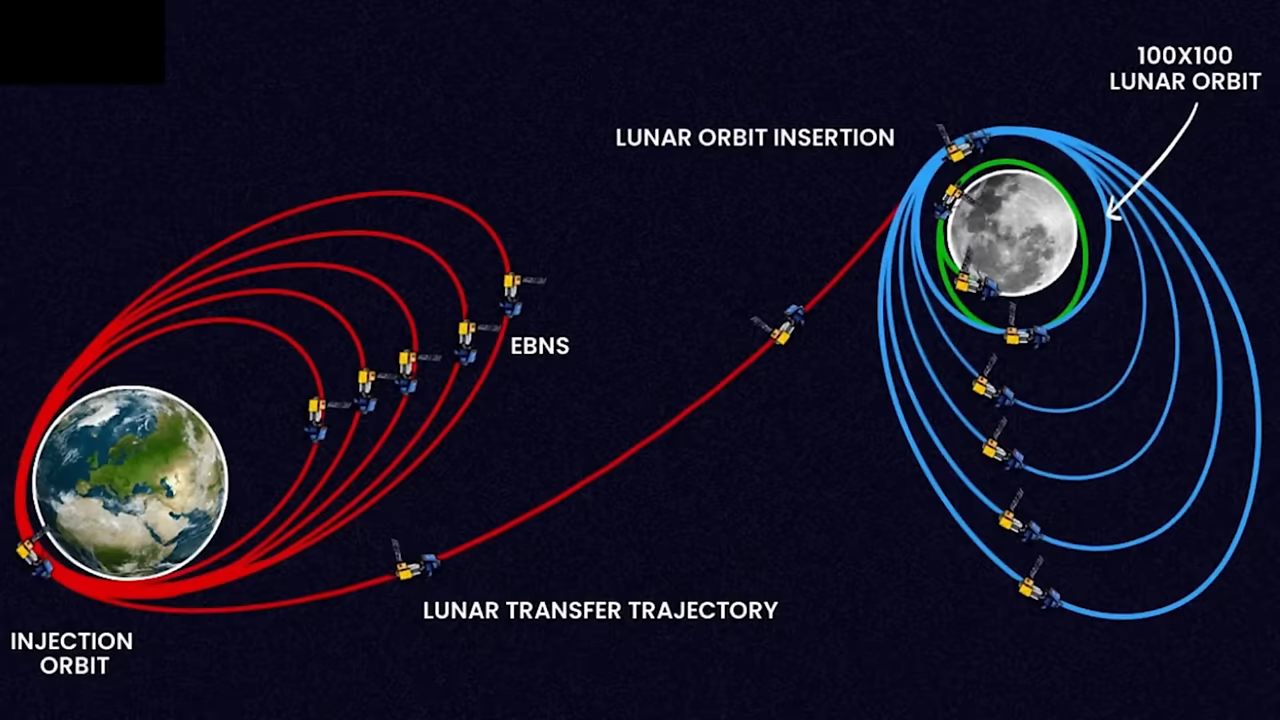 100X100
LUNAR ORBIT
LUNAR ORBIT INSERTION
EBNS
LUNAR TRANSFER TRAJECTORY
INJECTION
ORBIT